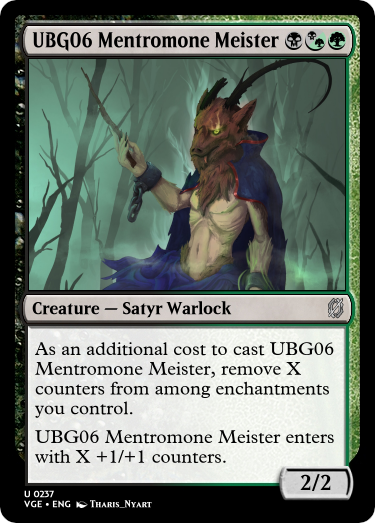 UBG06 Mentromone Meister
Creature — Satyr Warlock
As an additional cost to cast UBG06
Mentromone Meister, remove X
counters from among enchantments
you control.
UBG06 Mentromone Meister enters
with X +1/+1 counters.
2/2
U 0237
VGE • ENG Tharis_Nyart